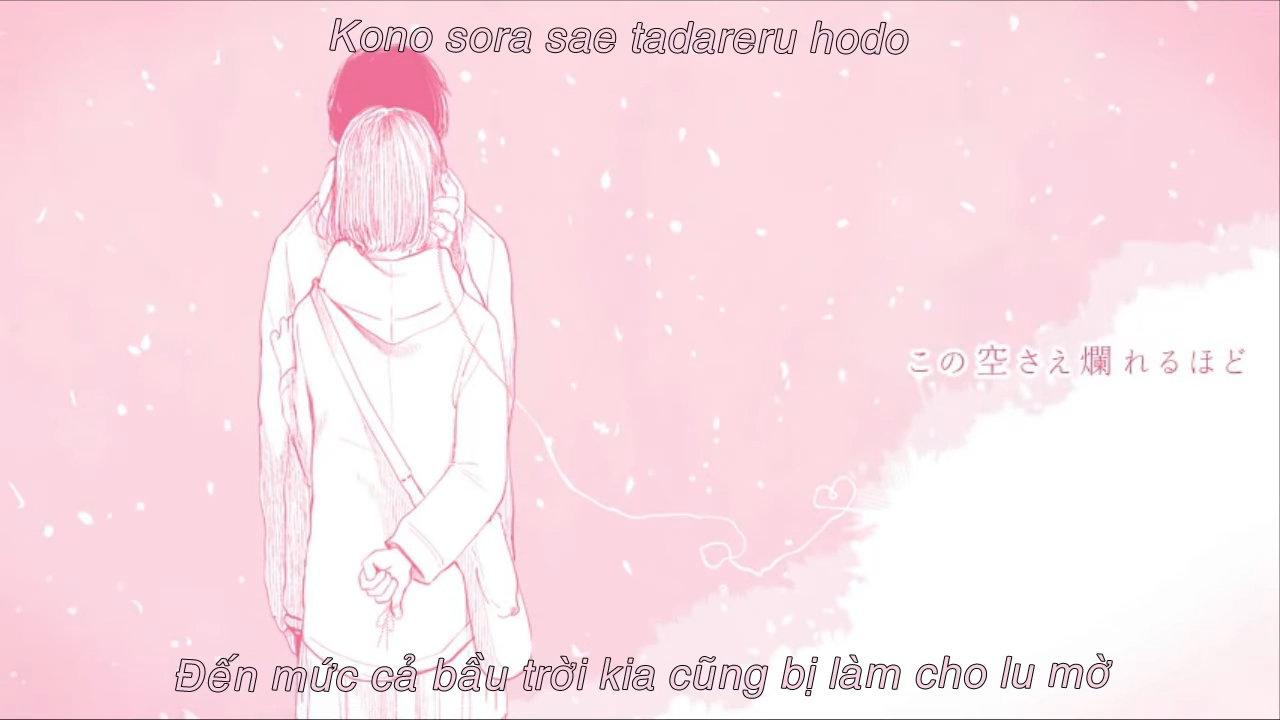 Kono sora sae tadareru hodo
この空さえ爛れるほど
Đến mức cả bầu trời kia cũng bị làm cho lu mờ